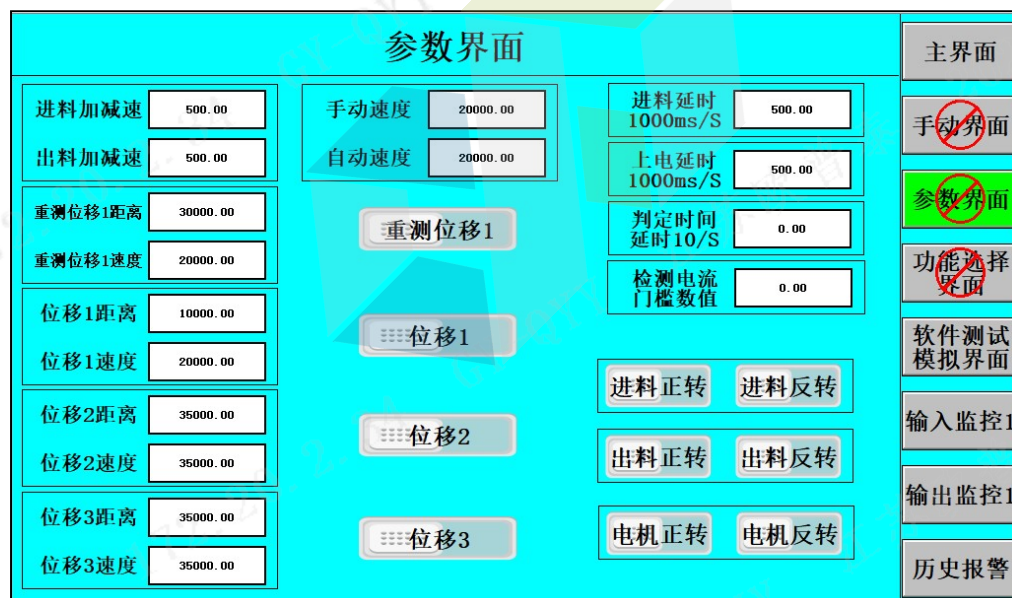 参数界面
进料加减速 500.00
出料加减速 500.00
重测位移1距离 30000.00
重测位移1速度 20000.00
位移1距离 10000.00
位移1速度 20000.00
位移2距离 35000.00
位移2速度 35000.00
位移3距离 35000.00
位移3速度 35000.00
手动速度 20000.00
自动速度 20000.00
重测位移1
位移1
位移2
位移3
进料延时
1000ms/S 500.00
上电延时
1000ms/S 500.00
判定时间
延时10/S 0.00
检测电流
门槛数值 0.00
进料正转 进料反转
出料正转 出料反转
电机正转 电机反转
主界面
手动界面
参数界面
功能选择
界面
软件测试
模拟界面
输入监控1
输出监控1
历史报警